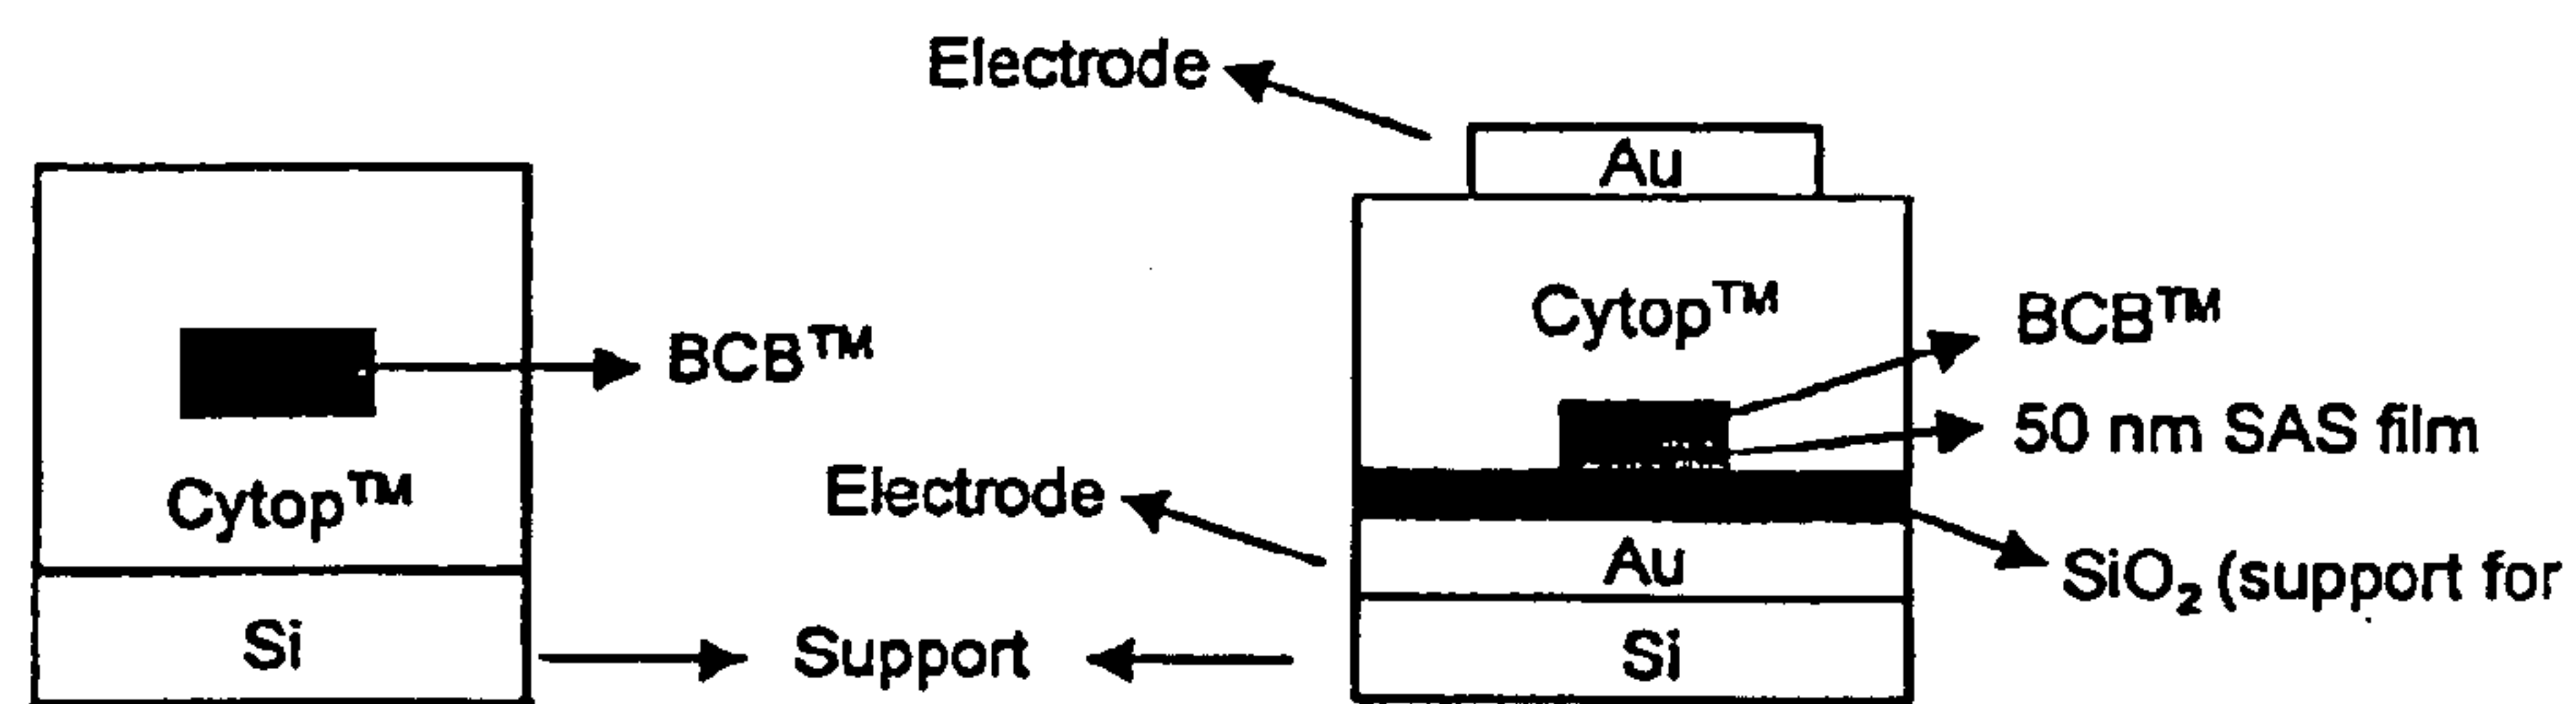 Electrode
Au
Cytop™
BCB™
BCB™
50 nm SAS film
Cytop™
Electrode
SiO₂ (support for
Au
Si
Support
Si